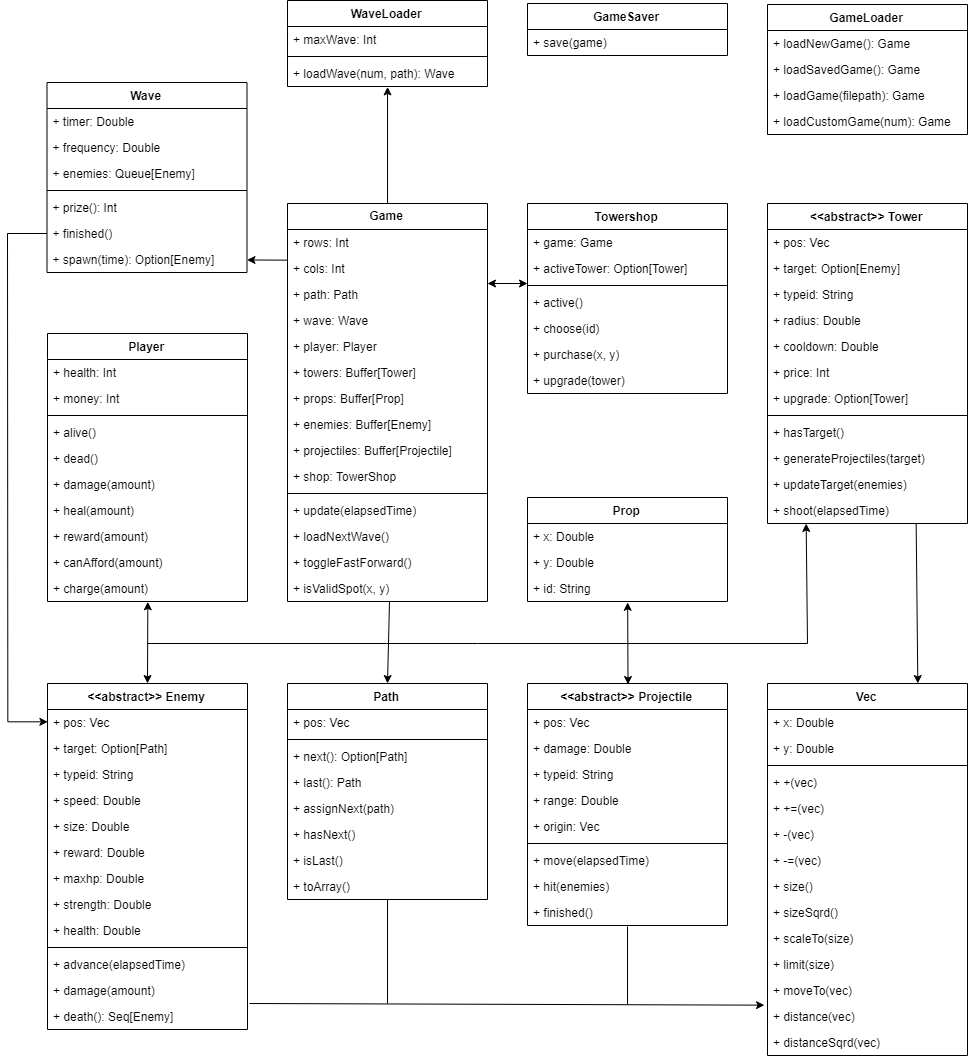 WaveLoader
+ maxWave: Int
+ loadWave(num, path): Wave
GameSaver
+ save(game)
GameLoader
+ loadNewGame(): Game
+ loadSavedGame(): Game
+ loadGame(filepath): Game
+ loadCustomGame(num): Game
Wave
+ timer: Double
+ frequency: Double
+ enemies: Queue[Enemy]
+ prize(): Int
+ finished()
+ spawn(time): Option[Enemy]
Game
+ rows: Int
+ cols: Int
+ path: Path
+ wave: Wave
+ player: Player
+ towers: Buffer[Tower]
+ props: Buffer[Prop]
+ enemies: Buffer[Enemy]
+ projectiles: Buffer[Projectile]
+ shop: TowerShop
+ update(elapsedTime)
+ loadNextWave()
+ toggleFastForward()
+ isValidSpot(x, y)
Towershop
+ game: Game
+ activeTower: Option[Tower]
+ active()
+ choose(id)
+ purchase(x, y)
+ upgrade(tower)
<<abstract>> Tower
+ pos: Vec
+ target: Option[Enemy]
+ typeid: String
+ radius: Double
+ cooldown: Double
+ price: Int
+ upgrade: Option[Tower]
+ hasTarget()
+ generateProjectiles(target)
+ updateTarget(enemies)
+ shoot(elapsedTime)
Player
+ health: Int
+ money: Int
+ alive()
+ dead()
+ damage(amount)
+ heal(amount)
+ reward(amount)
+ canAfford(amount)
+ charge(amount)
Prop
+ x: Double
+ y: Double
+ id: String
<<abstract>> Enemy
+ pos: Vec
+ target: Option[Path]
+ typeid: String
+ speed: Double
+ size: Double
+ reward: Double
+ maxhp: Double
+ strength: Double
+ health: Double
+ advance(elapsedTime)
+ damage(amount)
+ death(): Seq[Enemy]
Path
+ pos: Vec
+ next(): Option[Path]
+ last(): Path
+ assignNext(path)
+ hasNext()
+ isLast()
+ toArray()
<<abstract>> Projectile
+ pos: Vec
+ damage: Double
+ typeid: String
+ range: Double
+ origin: Vec
+ move(elapsedTime)
+ hit(enemies)
+ finished()
Vec
+ x: Double
+ y: Double
+ +(vec)
+ +=(vec)
+ -(vec)
+ -=(vec)
+ size()
+ sizeSqrd()
+ scaleTo(size)
+ limit(size)
+ moveTo(vec)
+ distance(vec)
+ distanceSqrd(vec)